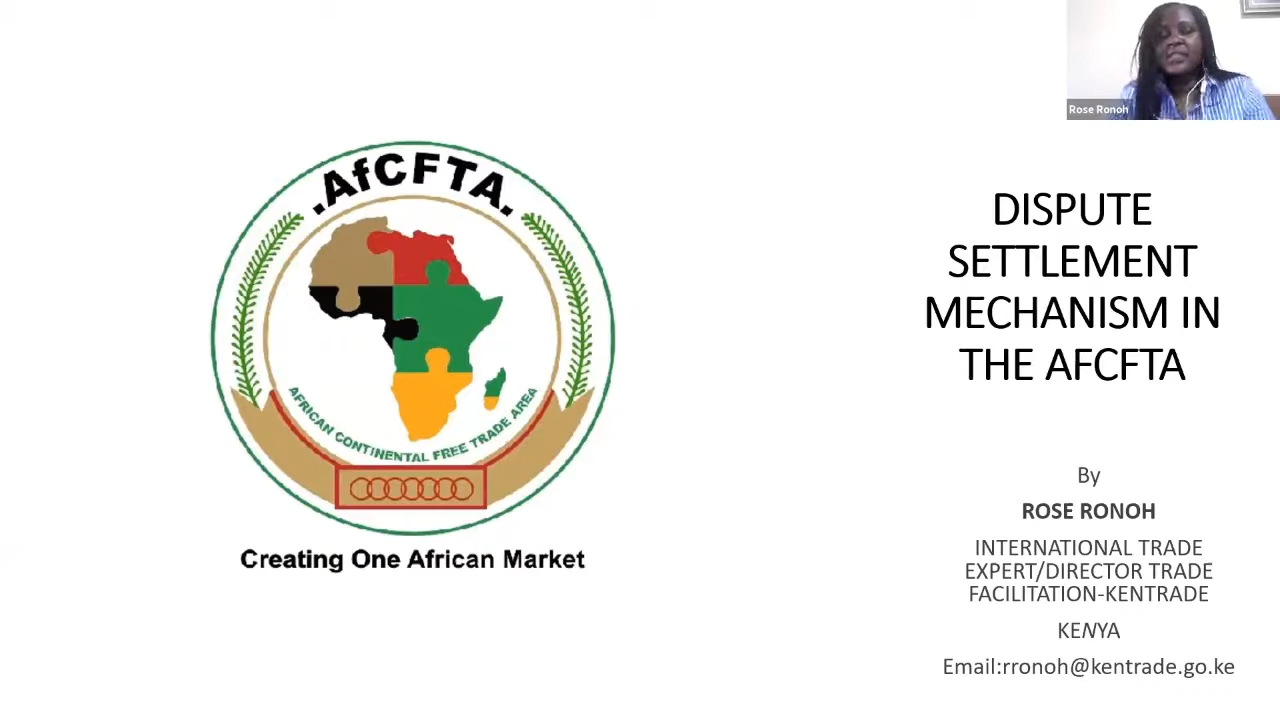 Rose Ronoh
.AfCFTA.
AFRICAN CONTINENTAL FREE TRADE AREA
Creating One African Market
DISPUTE
SETTLEMENT
MECHANISM IN
THE AFCFTA
By
ROSE RONOH
INTERNATIONAL TRADE
EXPERT/DIRECTOR TRADE
FACILITATION-KENTRADE
KENYA
Email:rronoh@kentrade.go.ke